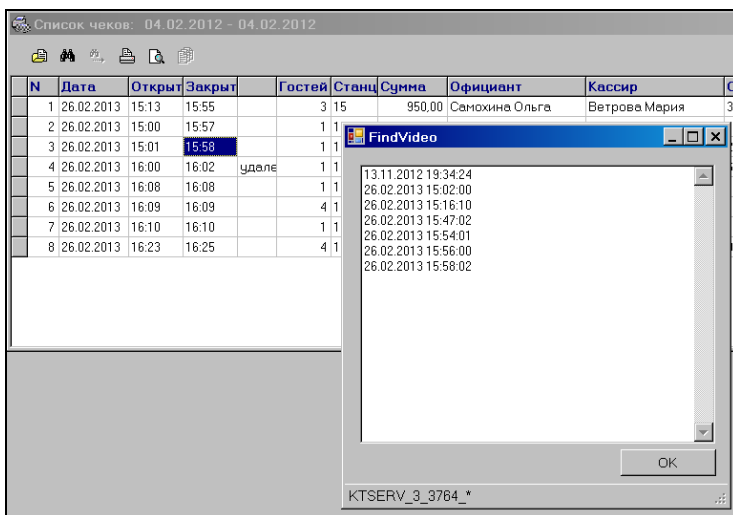 Список чеков: 04.02.2012 - 04.02.2012
N Дата Открыт Закрыт Гостей Станц Сумма Официант Кассир
1 26.02.2013 15:13 15:55 3 15 950,00 Самохина Ольга Ветрова Мария 3
2 26.02.2013 15:00 15:57 1 1
3 26.02.2013 15:01 15:58 1 1
4 26.02.2013 16:00 16:02 удале 1 1
5 26.02.2013 16:08 16:08 1 1
6 26.02.2013 16:09 16:09 4 1
7 26.02.2013 16:10 16:10 1 1
8 26.02.2013 16:23 16:25 4 1
FindVideo
13.11.2012 19:34:24
26.02.2013 15:02:00
26.02.2013 15:16:10
26.02.2013 15:47:02
26.02.2013 15:54:01
26.02.2013 15:56:00
26.02.2013 15:58:02
OK
KTSERV_3_3764_*